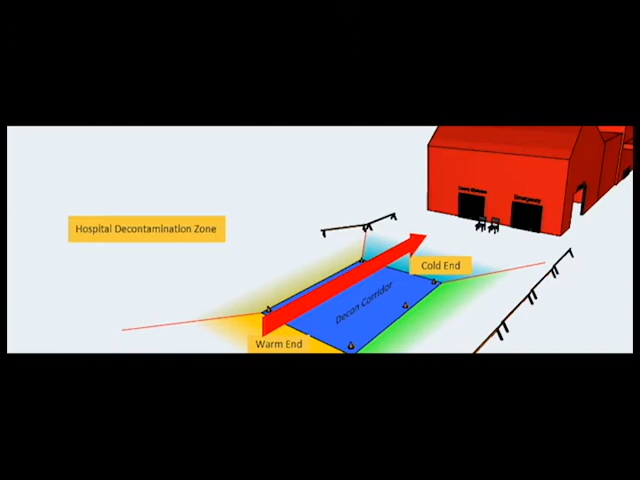 Emergency
Hospital Decontamination Zone
Cold End
Decon Corridor
Warm End